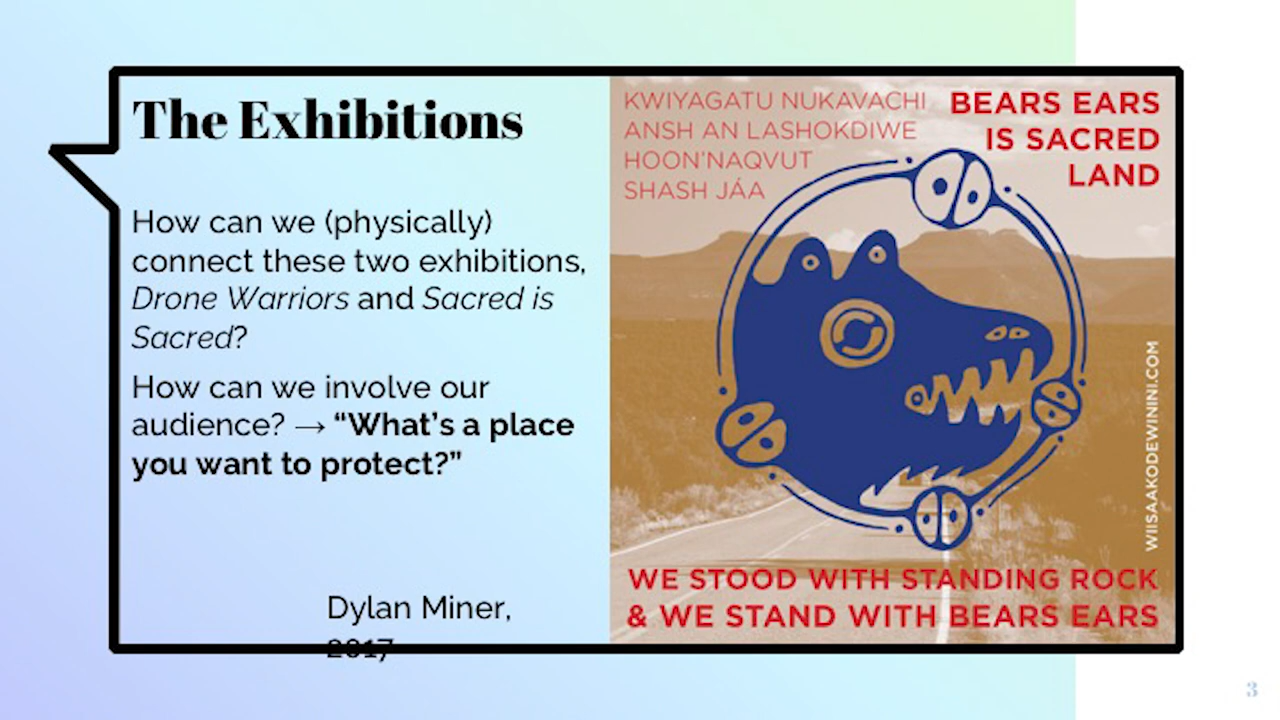 The Exhibitions
How can we (physically)
connect these two exhibitions,
Drone Warriors and Sacred is
Sacred?
How can we involve our
audience? → “What’s a place
you want to protect?”
Dylan Miner,
2017
KWIYAGATU NUKAVACHI
ANSH AN LASHOKDIWE
HOON'NAQVUT
SHASH JÁA
BEARS EARS
IS SACRED
LAND
WIISAAKODEWININI.COM
WE STOOD WITH STANDING ROCK
& WE STAND WITH BEARS EARS
3